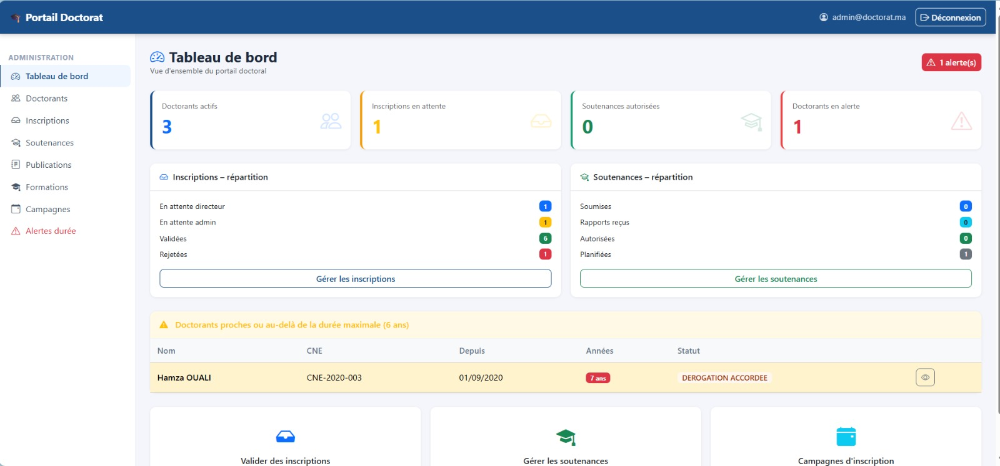 Portail Doctorat
admin@doctorat.ma
Déconnexion
ADMINISTRATION
Tableau de bord
Doctorants
Inscriptions
Soutenances
Publications
Formations
Campagnes
Alertes durée
Tableau de bord
Vue d'ensemble du portail doctoral
1 alerte(s)
Doctorants actifs
3
Inscriptions en attente
1
Soutenances autorisées
0
Doctorants en alerte
1
Inscriptions – répartition
En attente directeur 1
En attente admin 1
Validées 6
Rejetées 1
Gérer les inscriptions
Soutenances – répartition
Soumises 0
Rapports reçus 0
Autorisées 0
Planifiées 1
Gérer les soutenances
Doctorants proches ou au-delà de la durée maximale (6 ans)
Nom CNE Depuis Années Statut
Hamza OUALI CNE-2020-003 01/09/2020 7 ans DEROGATION ACCORDEE
Valider des inscriptions
Gérer les soutenances
Campagnes d'inscription